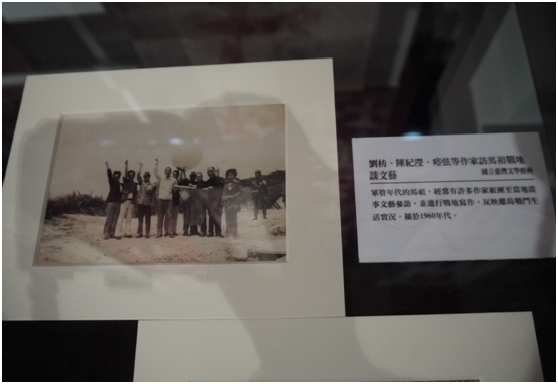 劉枋、陳紀瀅、瘂弦等作家訪馬祖戰地
談文藝
國立臺灣文學館藏
軍管年代的馬祖，經常有許多作家組團至當地從
事文藝參訪，並進行戰地寫作，反映離島戰鬥生
活實況。攝於1960年代。